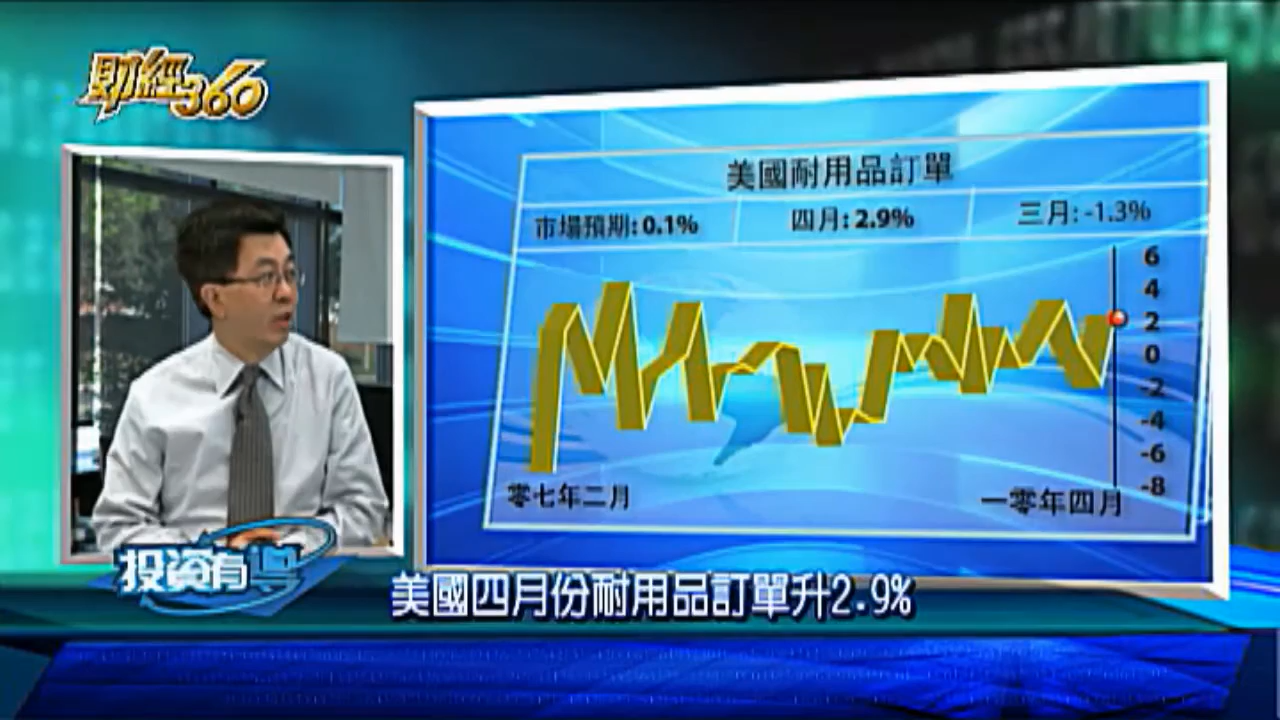 財經360
美國耐用品訂單
市場預期: 0.1%
四月: 2.9%
三月: -1.3%
6
4
2
0
-2
-4
-6
-8
零七年二月
一零年四月
投資有導
美國四月份耐用品訂單升2.9%